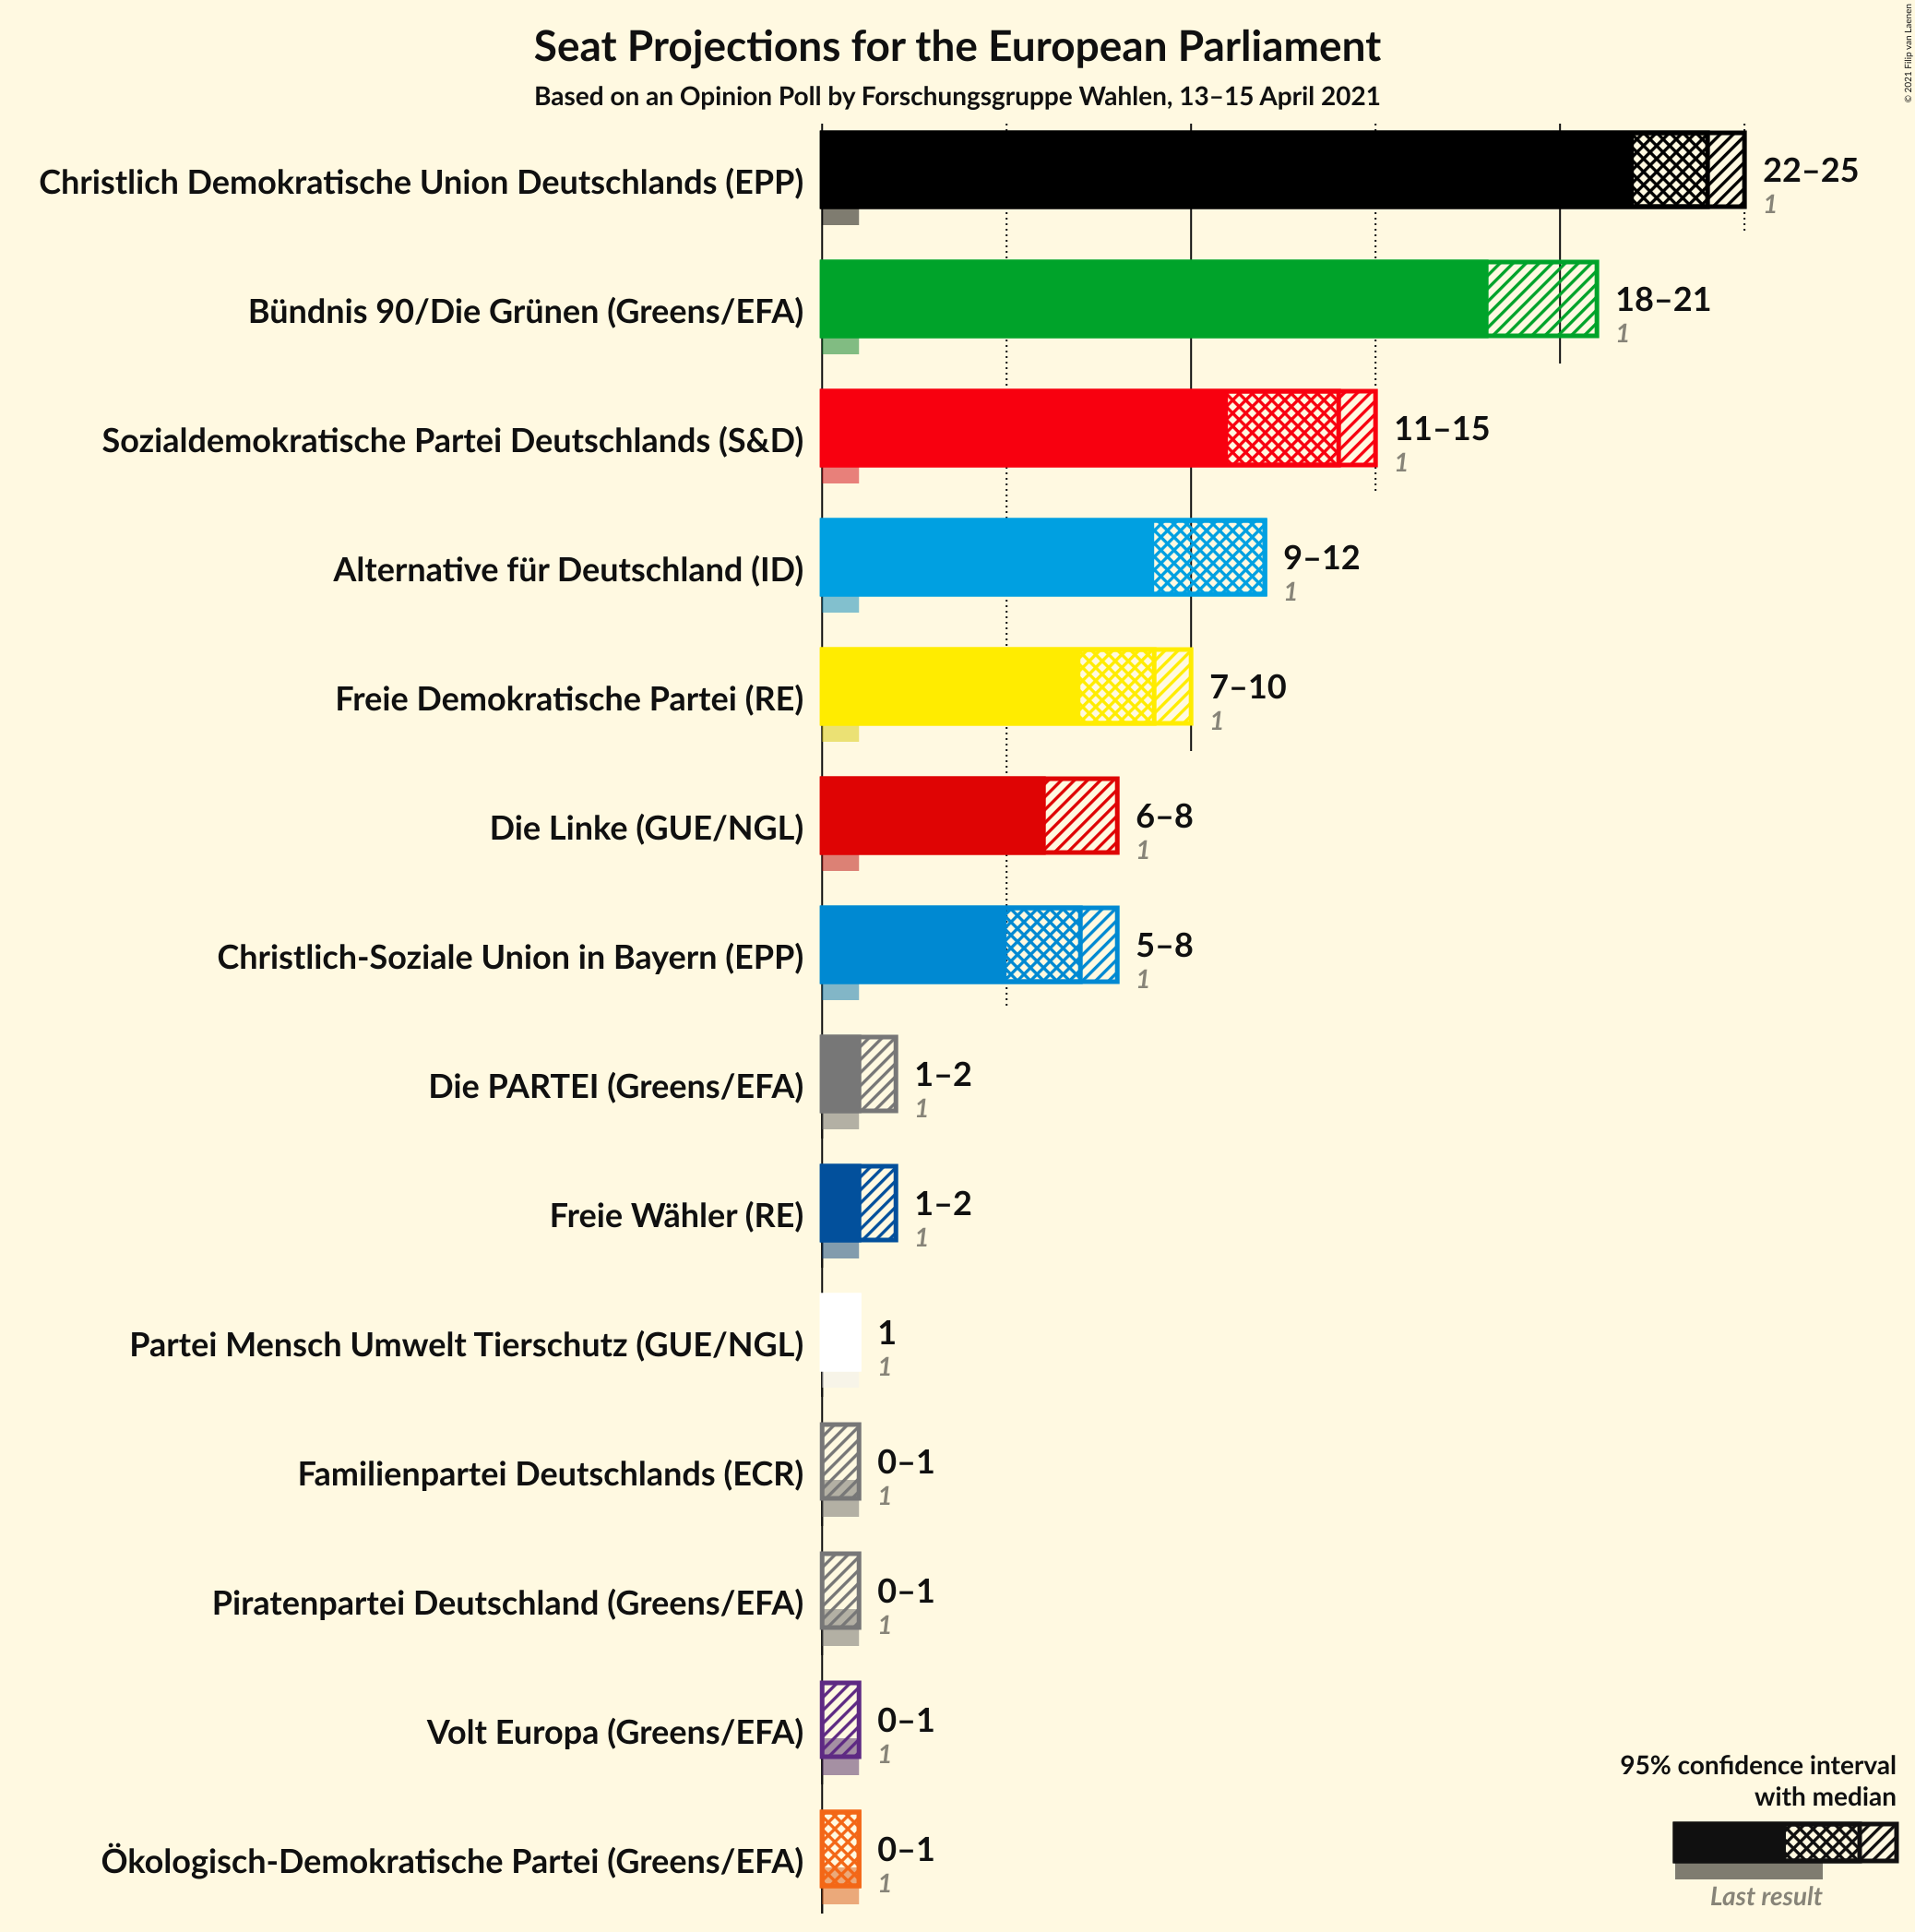 Seat Projections for the European Parliament
Based on an Opinion Poll by Forschungsgruppe Wahlen, 13–15 April 2021
© 2021 Filip van Laenen
Christlich Demokratische Union Deutschlands (EPP)
22–25
1
Bündnis 90/Die Grünen (Greens/EFA)
18–21
1
Sozialdemokratische Partei Deutschlands (S&D)
11–15
1
Alternative für Deutschland (ID)
9–12
1
Freie Demokratische Partei (RE)
7–10
1
Die Linke (GUE/NGL)
6–8
1
Christlich-Soziale Union in Bayern (EPP)
5–8
1
Die PARTEI (Greens/EFA)
1–2
1
Freie Wähler (RE)
1–2
1
Partei Mensch Umwelt Tierschutz (GUE/NGL)
1
1
Familienpartei Deutschlands (ECR)
0–1
1
Piratenpartei Deutschland (Greens/EFA)
0–1
1
Volt Europa (Greens/EFA)
0–1
1
Ökologisch-Demokratische Partei (Greens/EFA)
0–1
1
95% confidence interval
with median
Last result